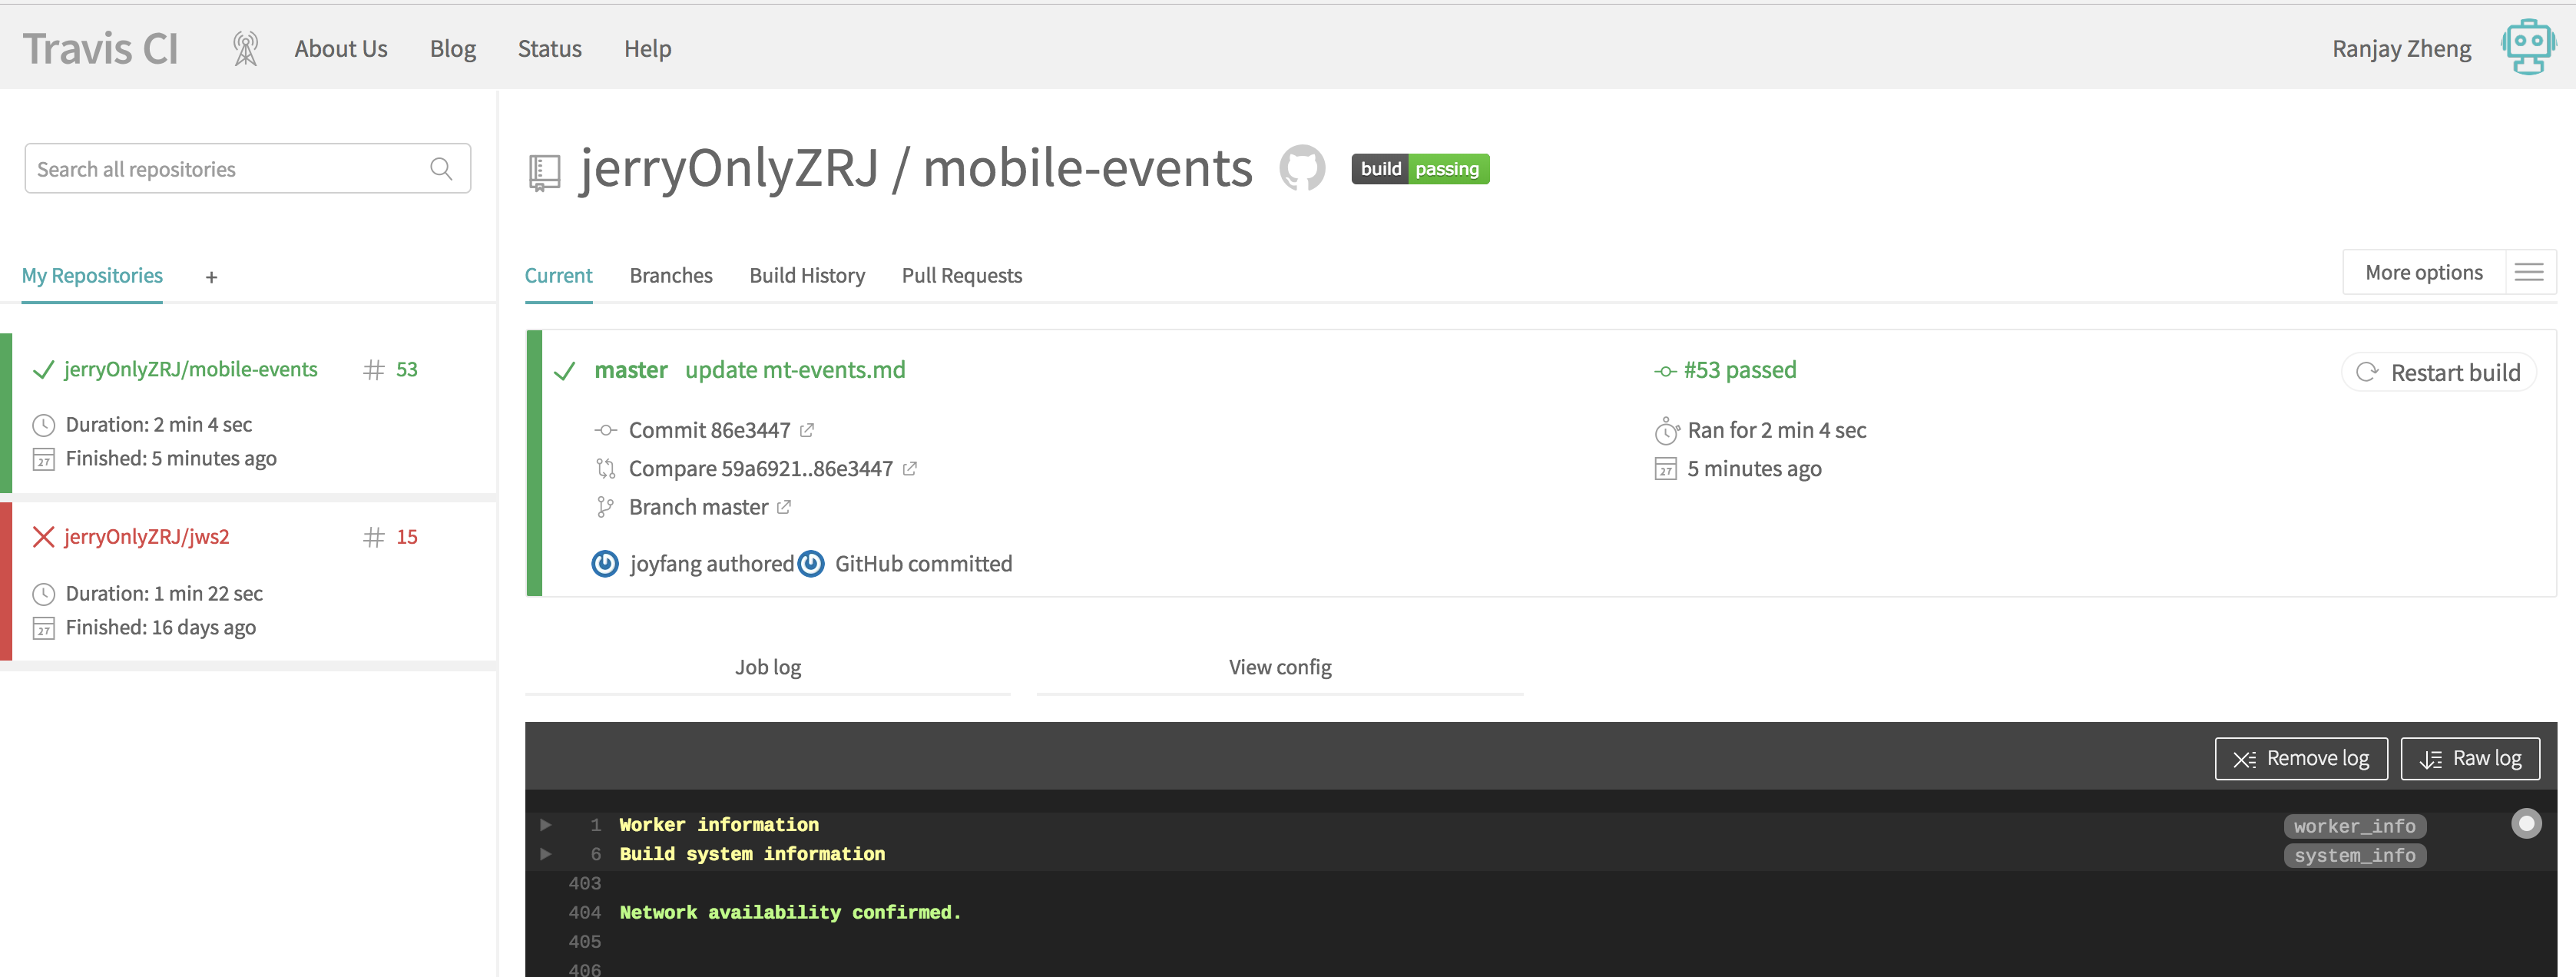 Travis CI About Us Blog Status Help Ranjay Zheng
Search all repositories
My Repositories +
jerryOnlyZRJ/mobile-events # 53
Duration: 2 min 4 sec
27 Finished: 5 minutes ago
jerryOnlyZRJ/jws2 # 15
Duration: 1 min 22 sec
27 Finished: 16 days ago
jerryOnlyZRJ / mobile-events build passing
Current Branches Build History Pull Requests More options
master update mt-events.md
Commit 86e3447
Compare 59a6921..86e3447
Branch master
joyfang authored GitHub committed
#53 passed
Ran for 2 min 4 sec
27 5 minutes ago
Restart build
Job log View config
Remove log Raw log
1 Worker information worker_info
6 Build system information system_info
403
404 Network availability confirmed.
405
406